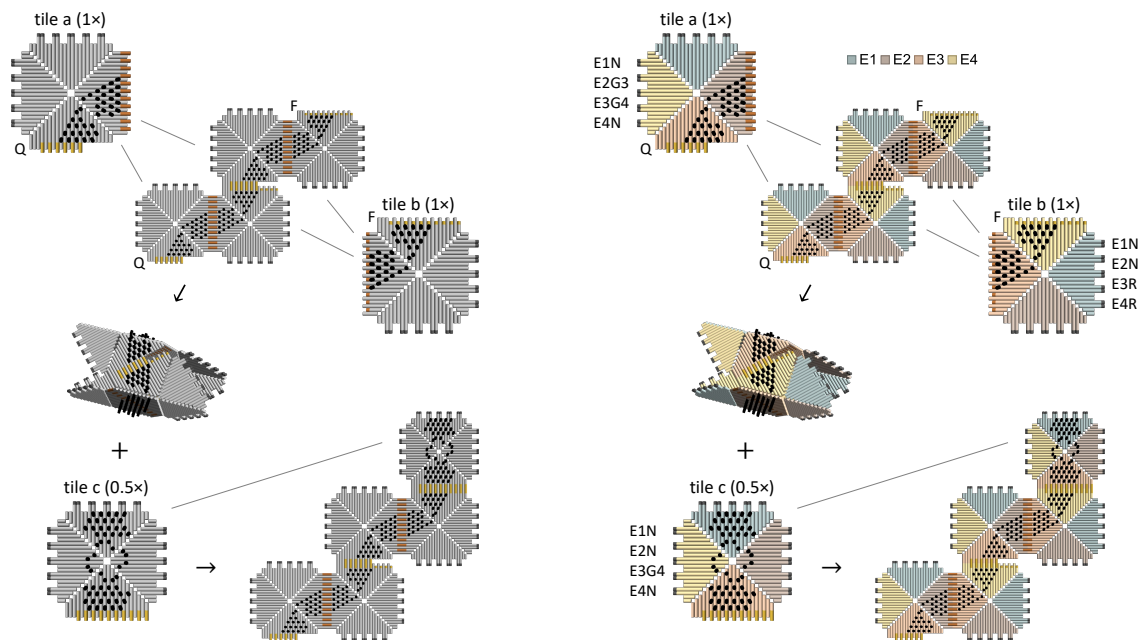 tile a (1×)
Q
F
tile b (1×)
F
Q
+
tile c (0.5×)
tile a (1×)
E1 E2 E3 E4
E1N
E2G3
E3G4
E4N
Q
F
tile b (1×)
F
E1N
E2N
E3R
E4R
Q
+
tile c (0.5×)
E1N
E2N
E3G4
E4N